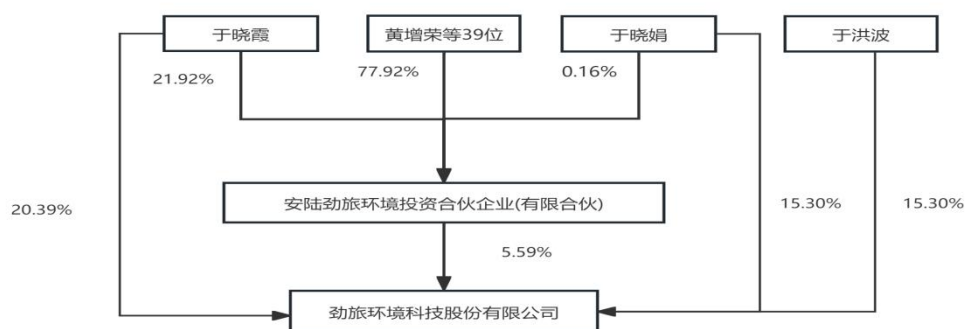 于晓霞
黄增荣等39位
于晓娟
于洪波
21.92%
77.92%
0.16%
安陆劲旅环境投资合伙企业(有限合伙)
20.39%
15.30%
15.30%
5.59%
劲旅环境科技股份有限公司